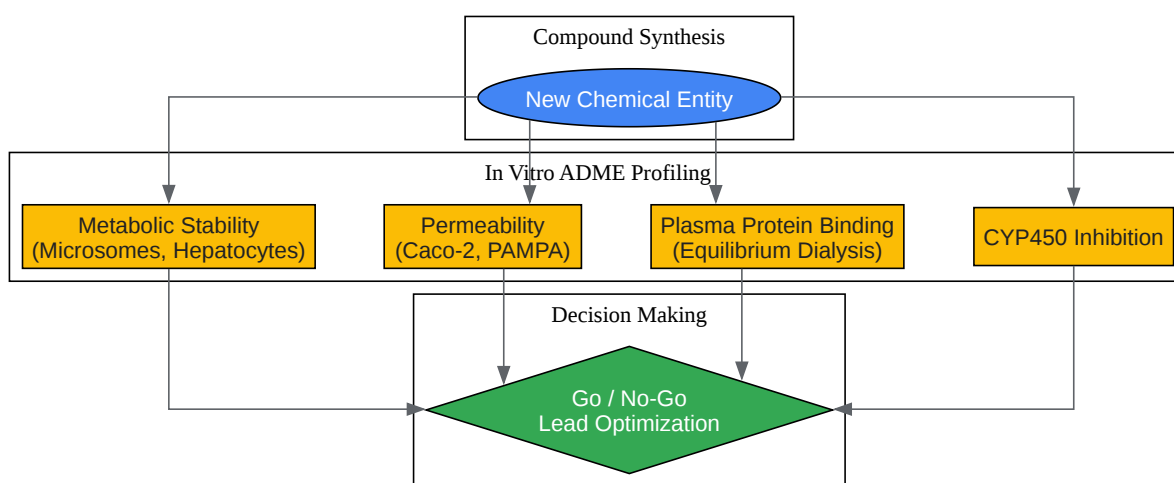 Compound Synthesis
New Chemical Entity
In Vitro ADME Profiling
Metabolic Stability
(Microsomes, Hepatocytes)
Permeability
(Caco-2, PAMPA)
Plasma Protein Binding
(Equilibrium Dialysis)
CYP450 Inhibition
Decision Making
Go / No-Go
Lead Optimization